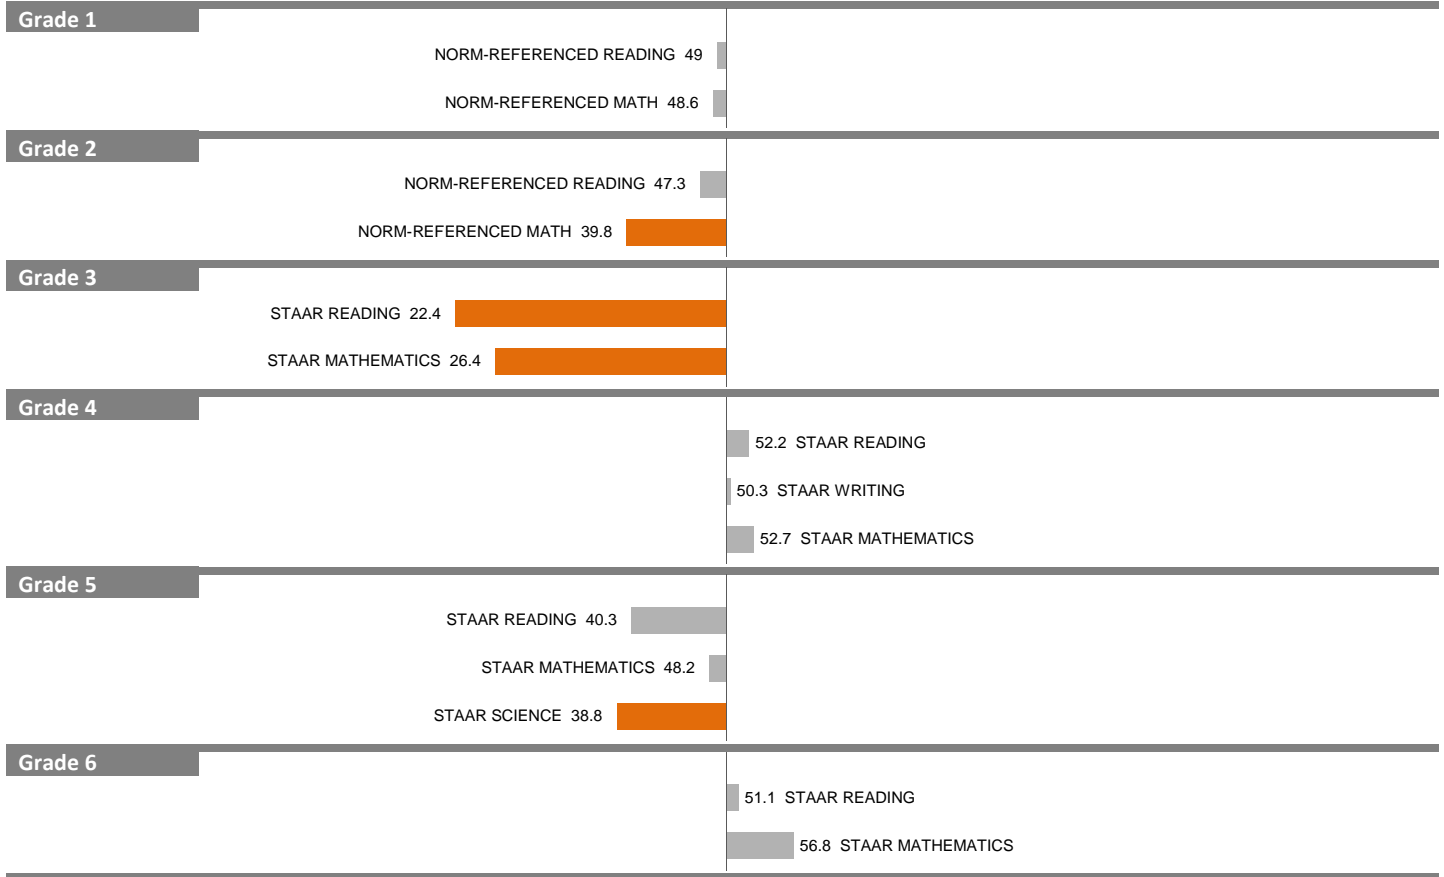 Grade 1
NORM-REFERENCED READING 49
NORM-REFERENCED MATH 48.6
Grade 2
NORM-REFERENCED READING 47.3
NORM-REFERENCED MATH 39.8
Grade 3
STAAR READING 22.4
STAAR MATHEMATICS 26.4
Grade 4
52.2 STAAR READING
50.3 STAAR WRITING
52.7 STAAR MATHEMATICS
Grade 5
STAAR READING 40.3
STAAR MATHEMATICS 48.2
STAAR SCIENCE 38.8
Grade 6
51.1 STAAR READING
56.8 STAAR MATHEMATICS